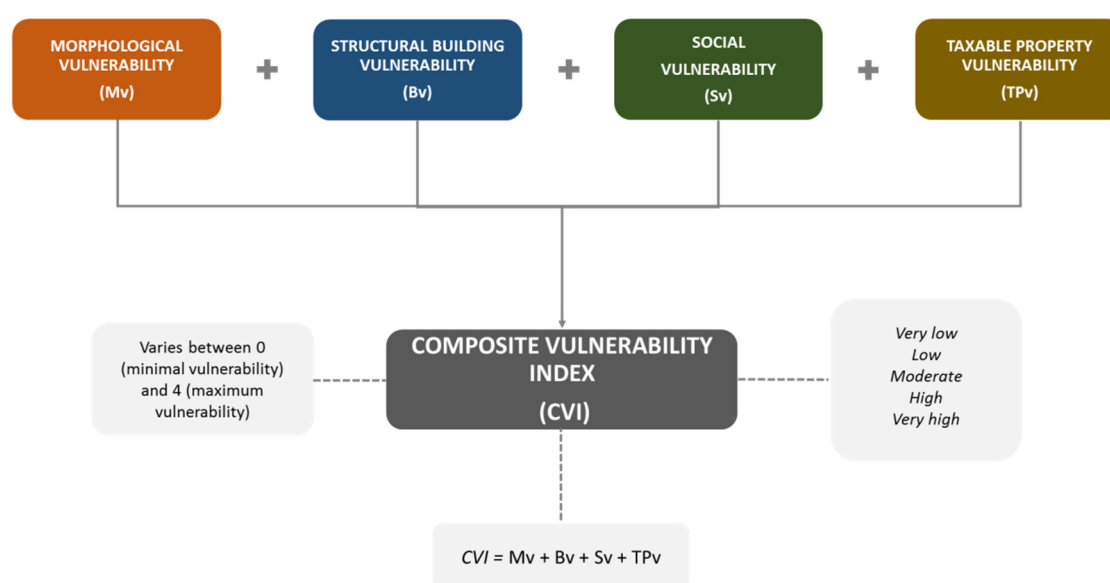 MORPHOLOGICAL
VULNERABILITY
(Mv)
+
STRUCTURAL BUILDING
VULNERABILITY
(Bv)
+
SOCIAL
VULNERABILITY
(Sv)
+
TAXABLE PROPERTY
VULNERABILITY
(TPv)
Varies between 0
(minimal vulnerability)
and 4 (maximum
vulnerability)
COMPOSITE VULNERABILITY
INDEX
(CVI)
Very low
Low
Moderate
High
Very high
CVI = Mv + Bv + Sv + TPv